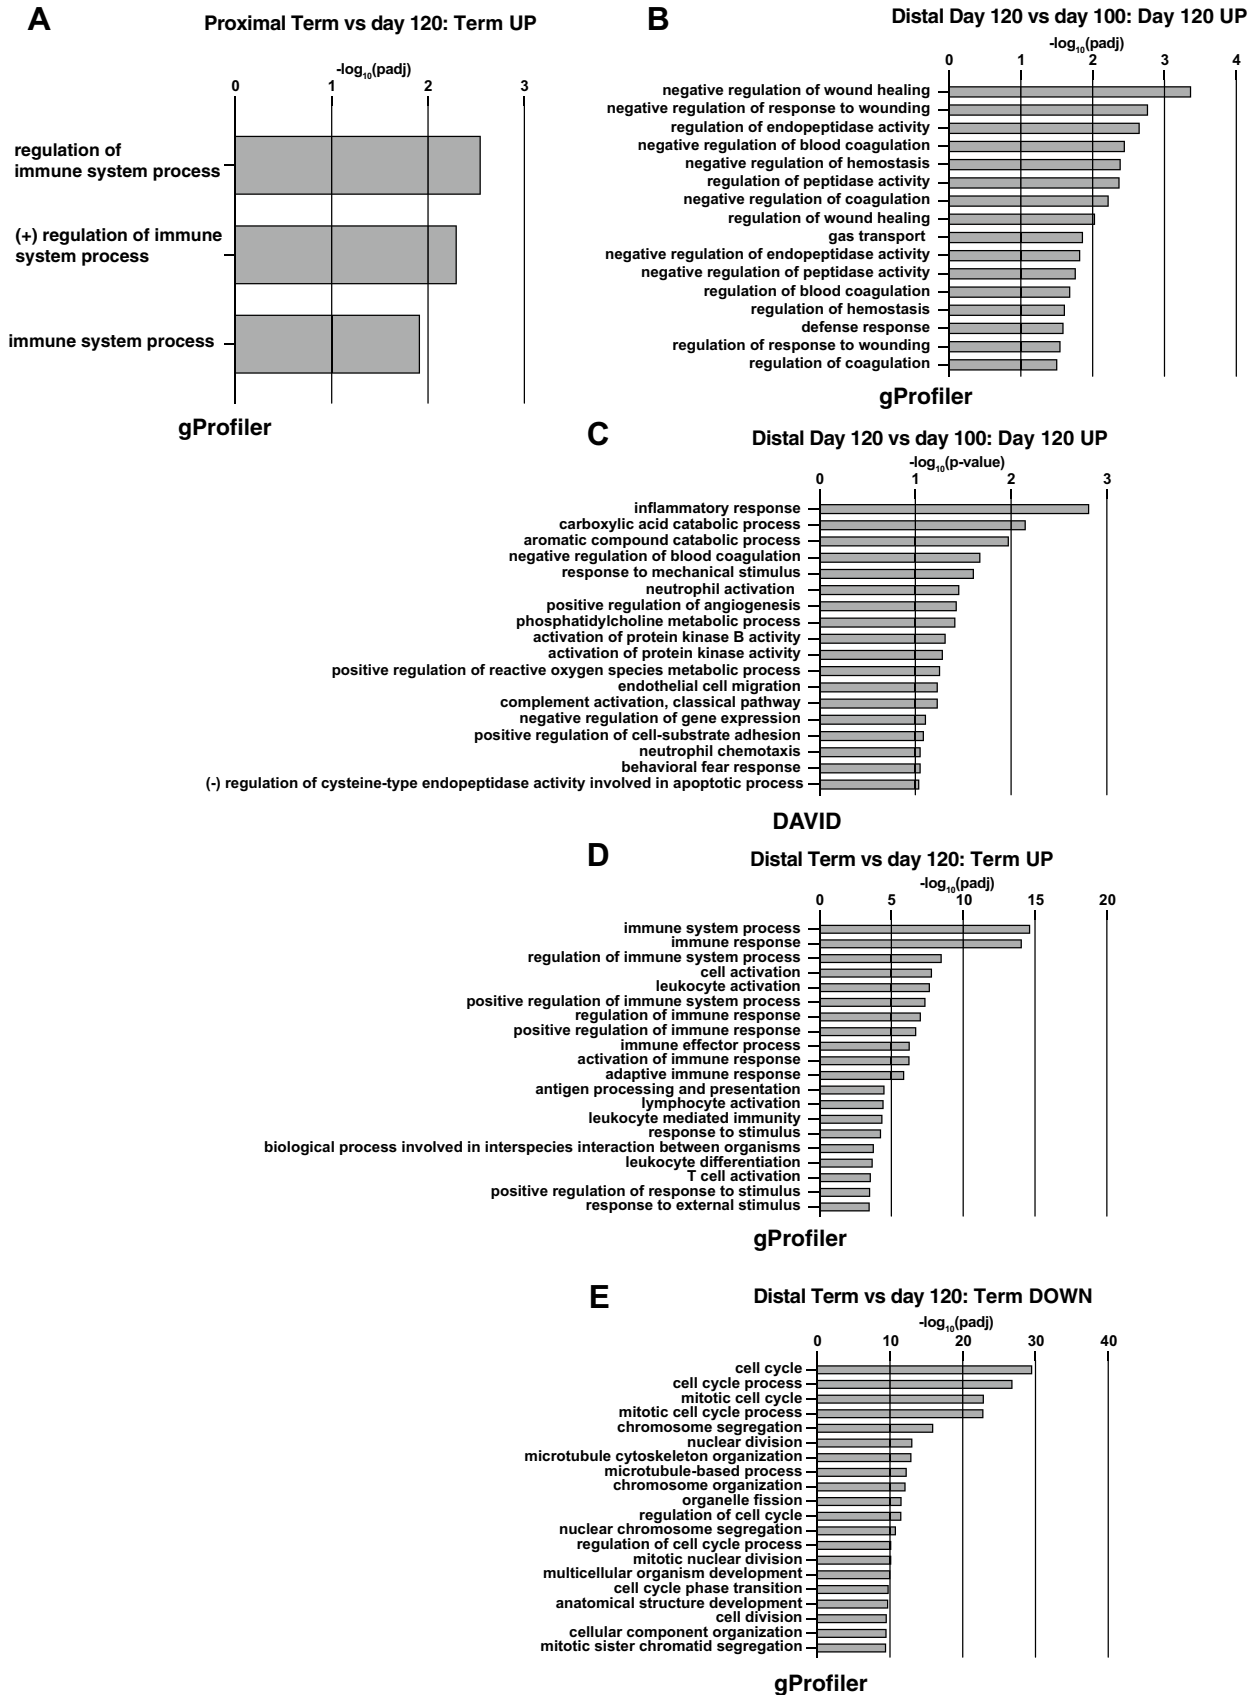 A
Proximal Term vs day 120: Term UP
-log10(padj)
0 1 2 3
regulation of
immune system process
(+) regulation of immune
system process
immune system process
gProfiler
B
Distal Day 120 vs day 100: Day 120 UP
-log10(padj)
0 1 2 3 4
negative regulation of wound healing
negative regulation of response to wounding
regulation of endopeptidase activity
negative regulation of blood coagulation
negative regulation of hemostasis
regulation of peptidase activity
negative regulation of coagulation
regulation of wound healing
gas transport
negative regulation of endopeptidase activity
negative regulation of peptidase activity
regulation of blood coagulation
regulation of hemostasis
defense response
regulation of response to wounding
regulation of coagulation
gProfiler
C
Distal Day 120 vs day 100: Day 120 UP
-log10(p-value)
0 1 2 3
inflammatory response
carboxylic acid catabolic process
aromatic compound catabolic process
negative regulation of blood coagulation
response to mechanical stimulus
neutrophil activation
positive regulation of angiogenesis
phosphatidylcholine metabolic process
activation of protein kinase B activity
activation of protein kinase activity
positive regulation of reactive oxygen species metabolic process
endothelial cell migration
complement activation, classical pathway
negative regulation of gene expression
positive regulation of cell-substrate adhesion
neutrophil chemotaxis
behavioral fear response
(-) regulation of cysteine-type endopeptidase activity involved in apoptotic process
DAVID
D
Distal Term vs day 120: Term UP
-log10(padj)
0 5 10 15 20
immune system process
immune response
regulation of immune system process
cell activation
leukocyte activation
positive regulation of immune system process
regulation of immune response
positive regulation of immune response
immune effector process
activation of immune response
adaptive immune response
antigen processing and presentation
lymphocyte activation
leukocyte mediated immunity
response to stimulus
biological process involved in interspecies interaction between organisms
leukocyte differentiation
T cell activation
positive regulation of response to stimulus
response to external stimulus
gProfiler
E
Distal Term vs day 120: Term DOWN
-log10(padj)
0 10 20 30 40
cell cycle
cell cycle process
mitotic cell cycle
mitotic cell cycle process
chromosome segregation
nuclear division
microtubule cytoskeleton organization
microtubule-based process
chromosome organization
organelle fission
regulation of cell cycle
nuclear chromosome segregation
regulation of cell cycle process
mitotic nuclear division
multicellular organism development
cell cycle phase transition
anatomical structure development
cell division
cellular component organization
mitotic sister chromatid segregation
gProfiler